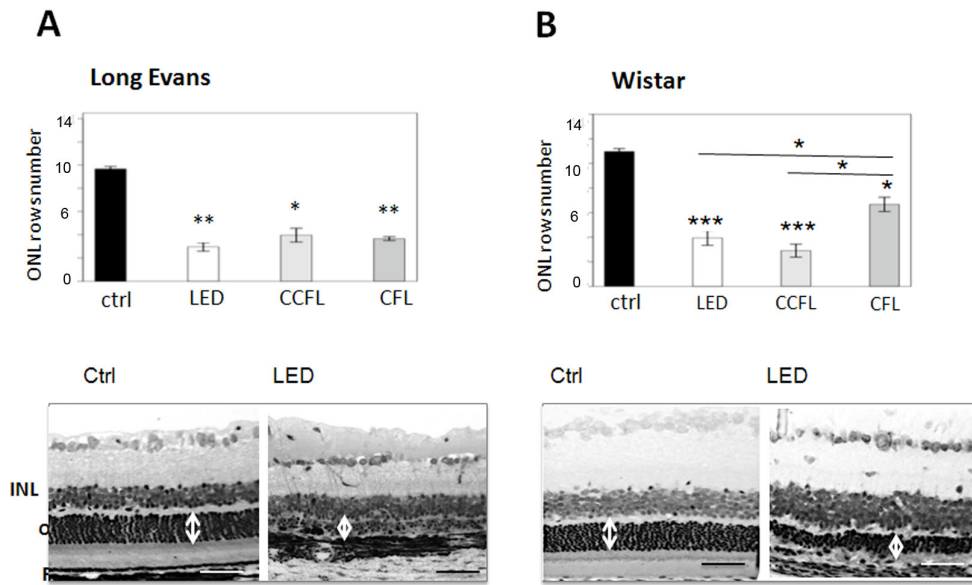 A
B
Long Evans
Wistar
ONL rowsnumber
14
10
6
0
**
*
**
ctrl
LED
CCFL
CFL
ONL rowsnumber
14
10
6
0
*
*
*
***
***
ctrl
LED
CCFL
CFL
Ctrl
LED
Ctrl
LED
INL